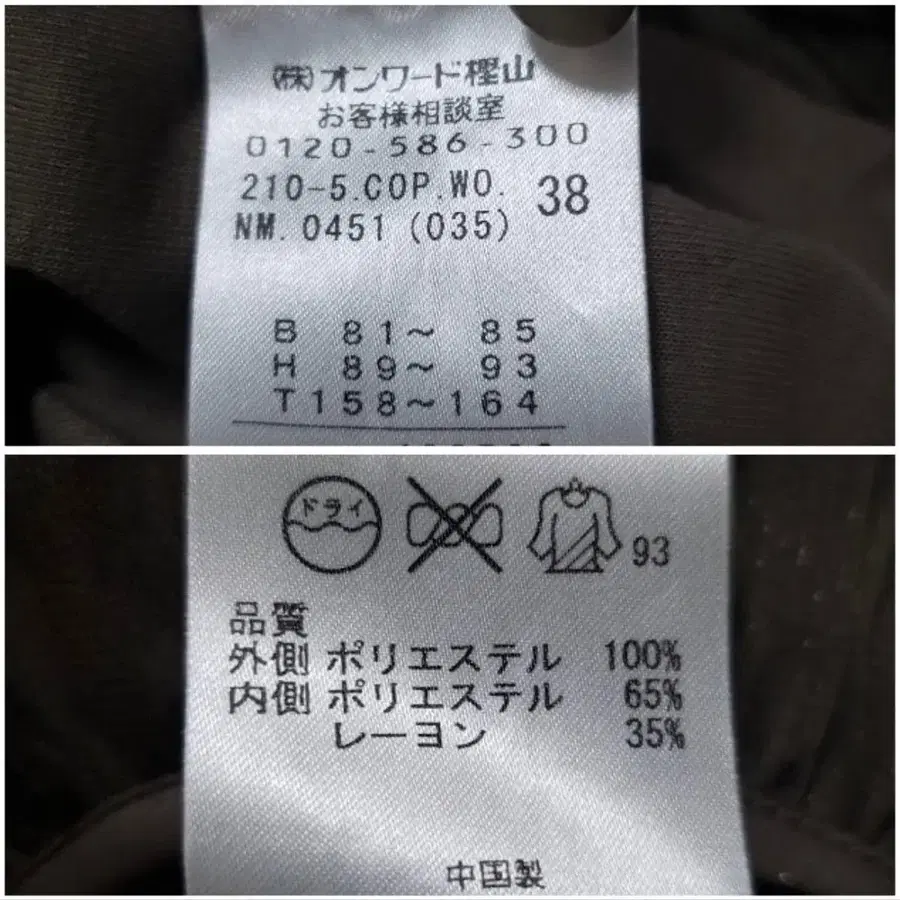 ㈱オンワード樫山
お客様相談室
0120-586-300
210-5.COP.WO. 38
NM. 0451 (035)
B 81～ 85
H 89～ 93
T158～164
ドライ
93
品質
外側 ポリエステル 100%
内側 ポリエステル 65%
レーヨン 35%
中国製